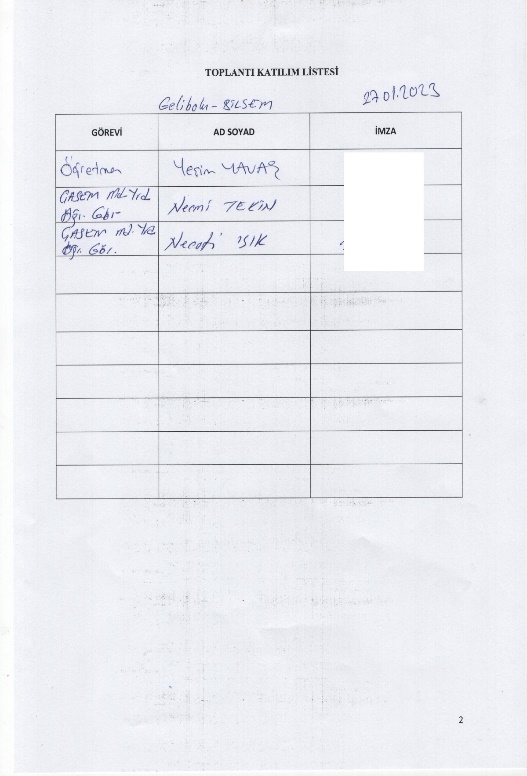 TOPLANTI KATILIM LİSTESİ
Gelibolu - BİLSEM 27.01.2023
GÖREVİ AD SOYAD İMZA
Öğretmen Yeşim YAVAŞ
ÇASEM Md. Yrd.
Öğr. Gör. Nermi TEKİN
ÇASEM Md. Yrd.
Öğr. Gör. Necati IŞIK
2